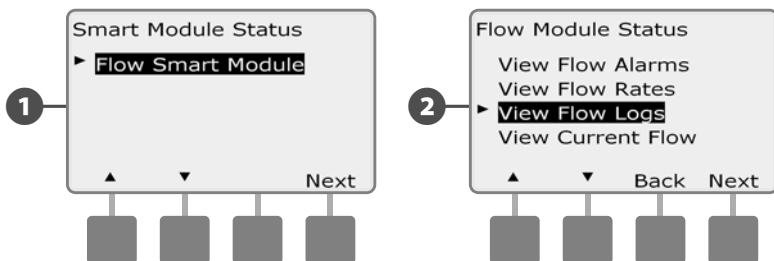 1
Smart Module Status
► Flow Smart Module
▲ ▼ Next
2
Flow Module Status
View Flow Alarms
View Flow Rates
► View Flow Logs
View Current Flow
▲ ▼ Back Next